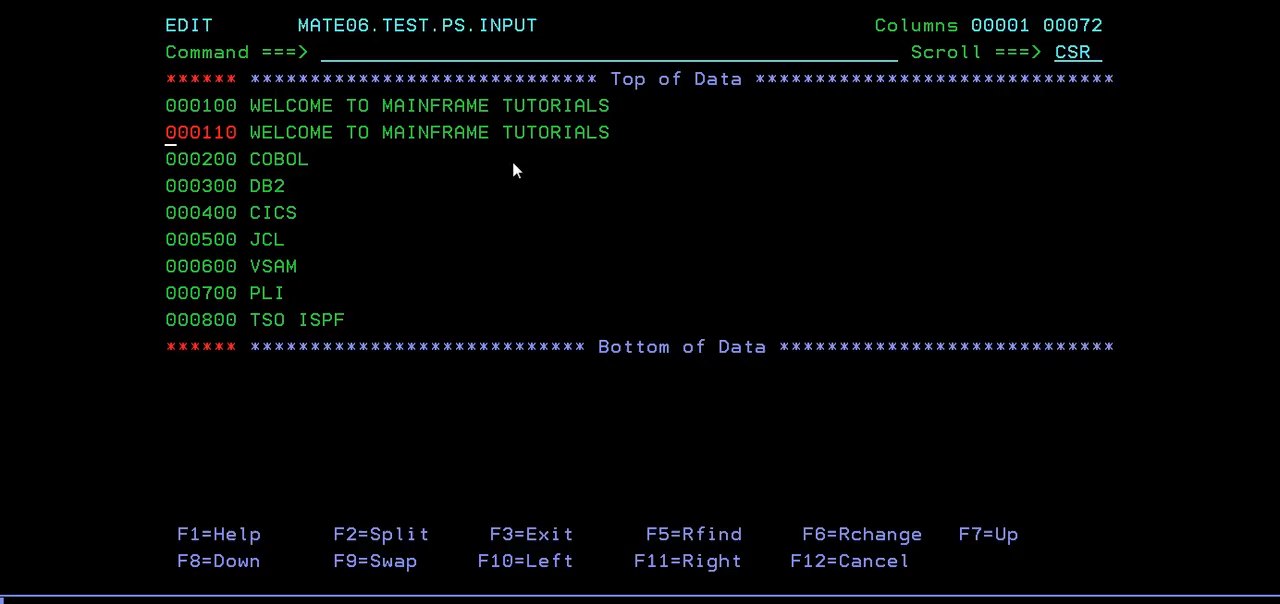 EDIT       MATE06.TEST.PS.INPUT                            Columns 00001 00072
Command ===>                                                  Scroll ===> CSR
****** ***************************** Top of Data ******************************
000100 WELCOME TO MAINFRAME TUTORIALS
000110 WELCOME TO MAINFRAME TUTORIALS
000200 COBOL
000300 DB2
000400 CICS
000500 JCL
000600 VSAM
000700 PLI
000800 TSO ISPF
****** **************************** Bottom of Data ****************************
F1=Help      F2=Split     F3=Exit      F5=Rfind     F6=Rchange   F7=Up
F8=Down      F9=Swap     F10=Left     F11=Right    F12=Cancel